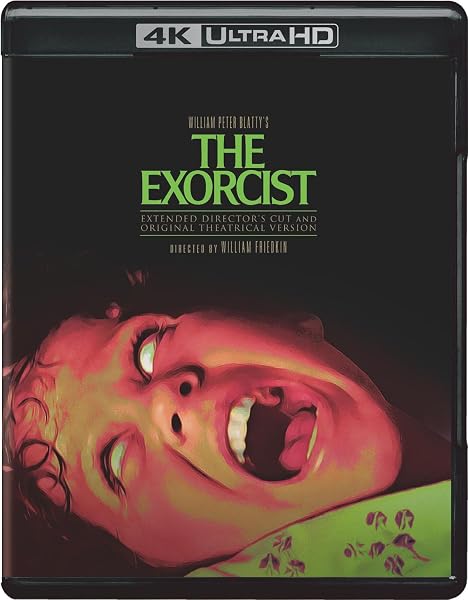 4K ULTRA HD
WILLIAM PETER BLATTY'S
THE
EXORCIST
EXTENDED DIRECTOR'S CUT AND
ORIGINAL THEATRICAL VERSION
DIRECTED BY WILLIAM FRIEDKIN